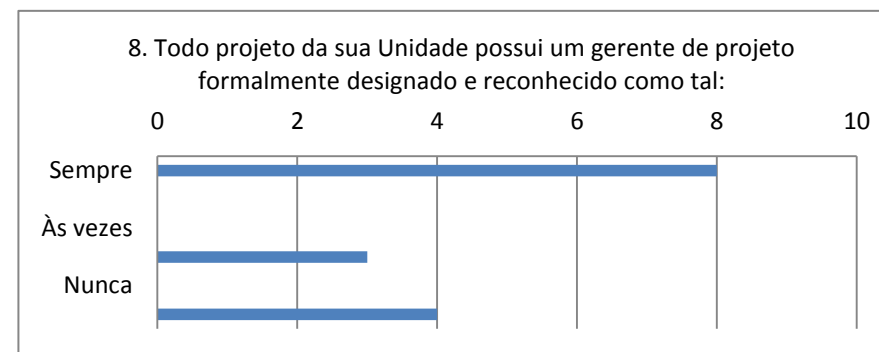 8. Todo projeto da sua Unidade possui um gerente de projeto
formalmente designado e reconhecido como tal:
0 2 4 6 8 10
Sempre
Às vezes
Nunca